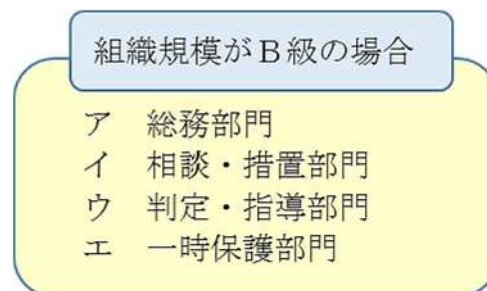 組織規模がＢ級の場合
ア　総務部門
イ　相談・措置部門
ウ　判定・指導部門
エ　一時保護部門